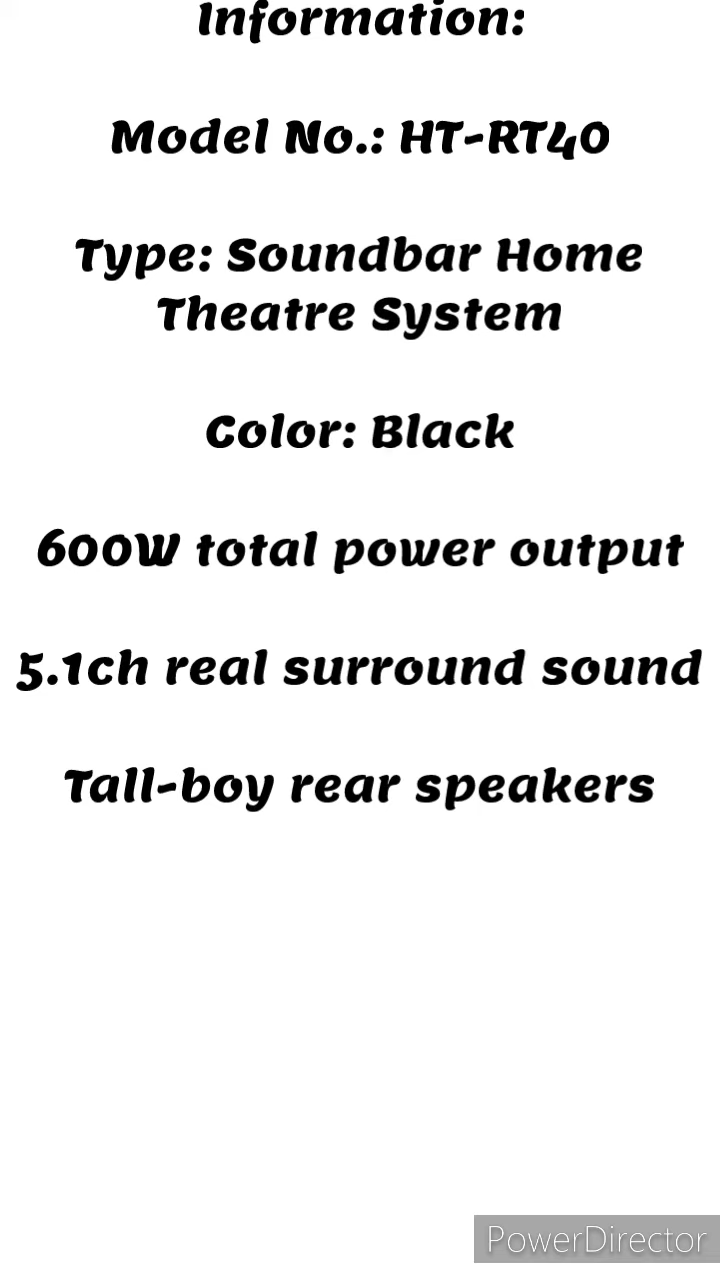 Information:
Model No.: HT-RT40
Type: Soundbar Home
Theatre System
Color: Black
600W total power output
5.1ch real surround sound
Tall-boy rear speakers
PowerDirector